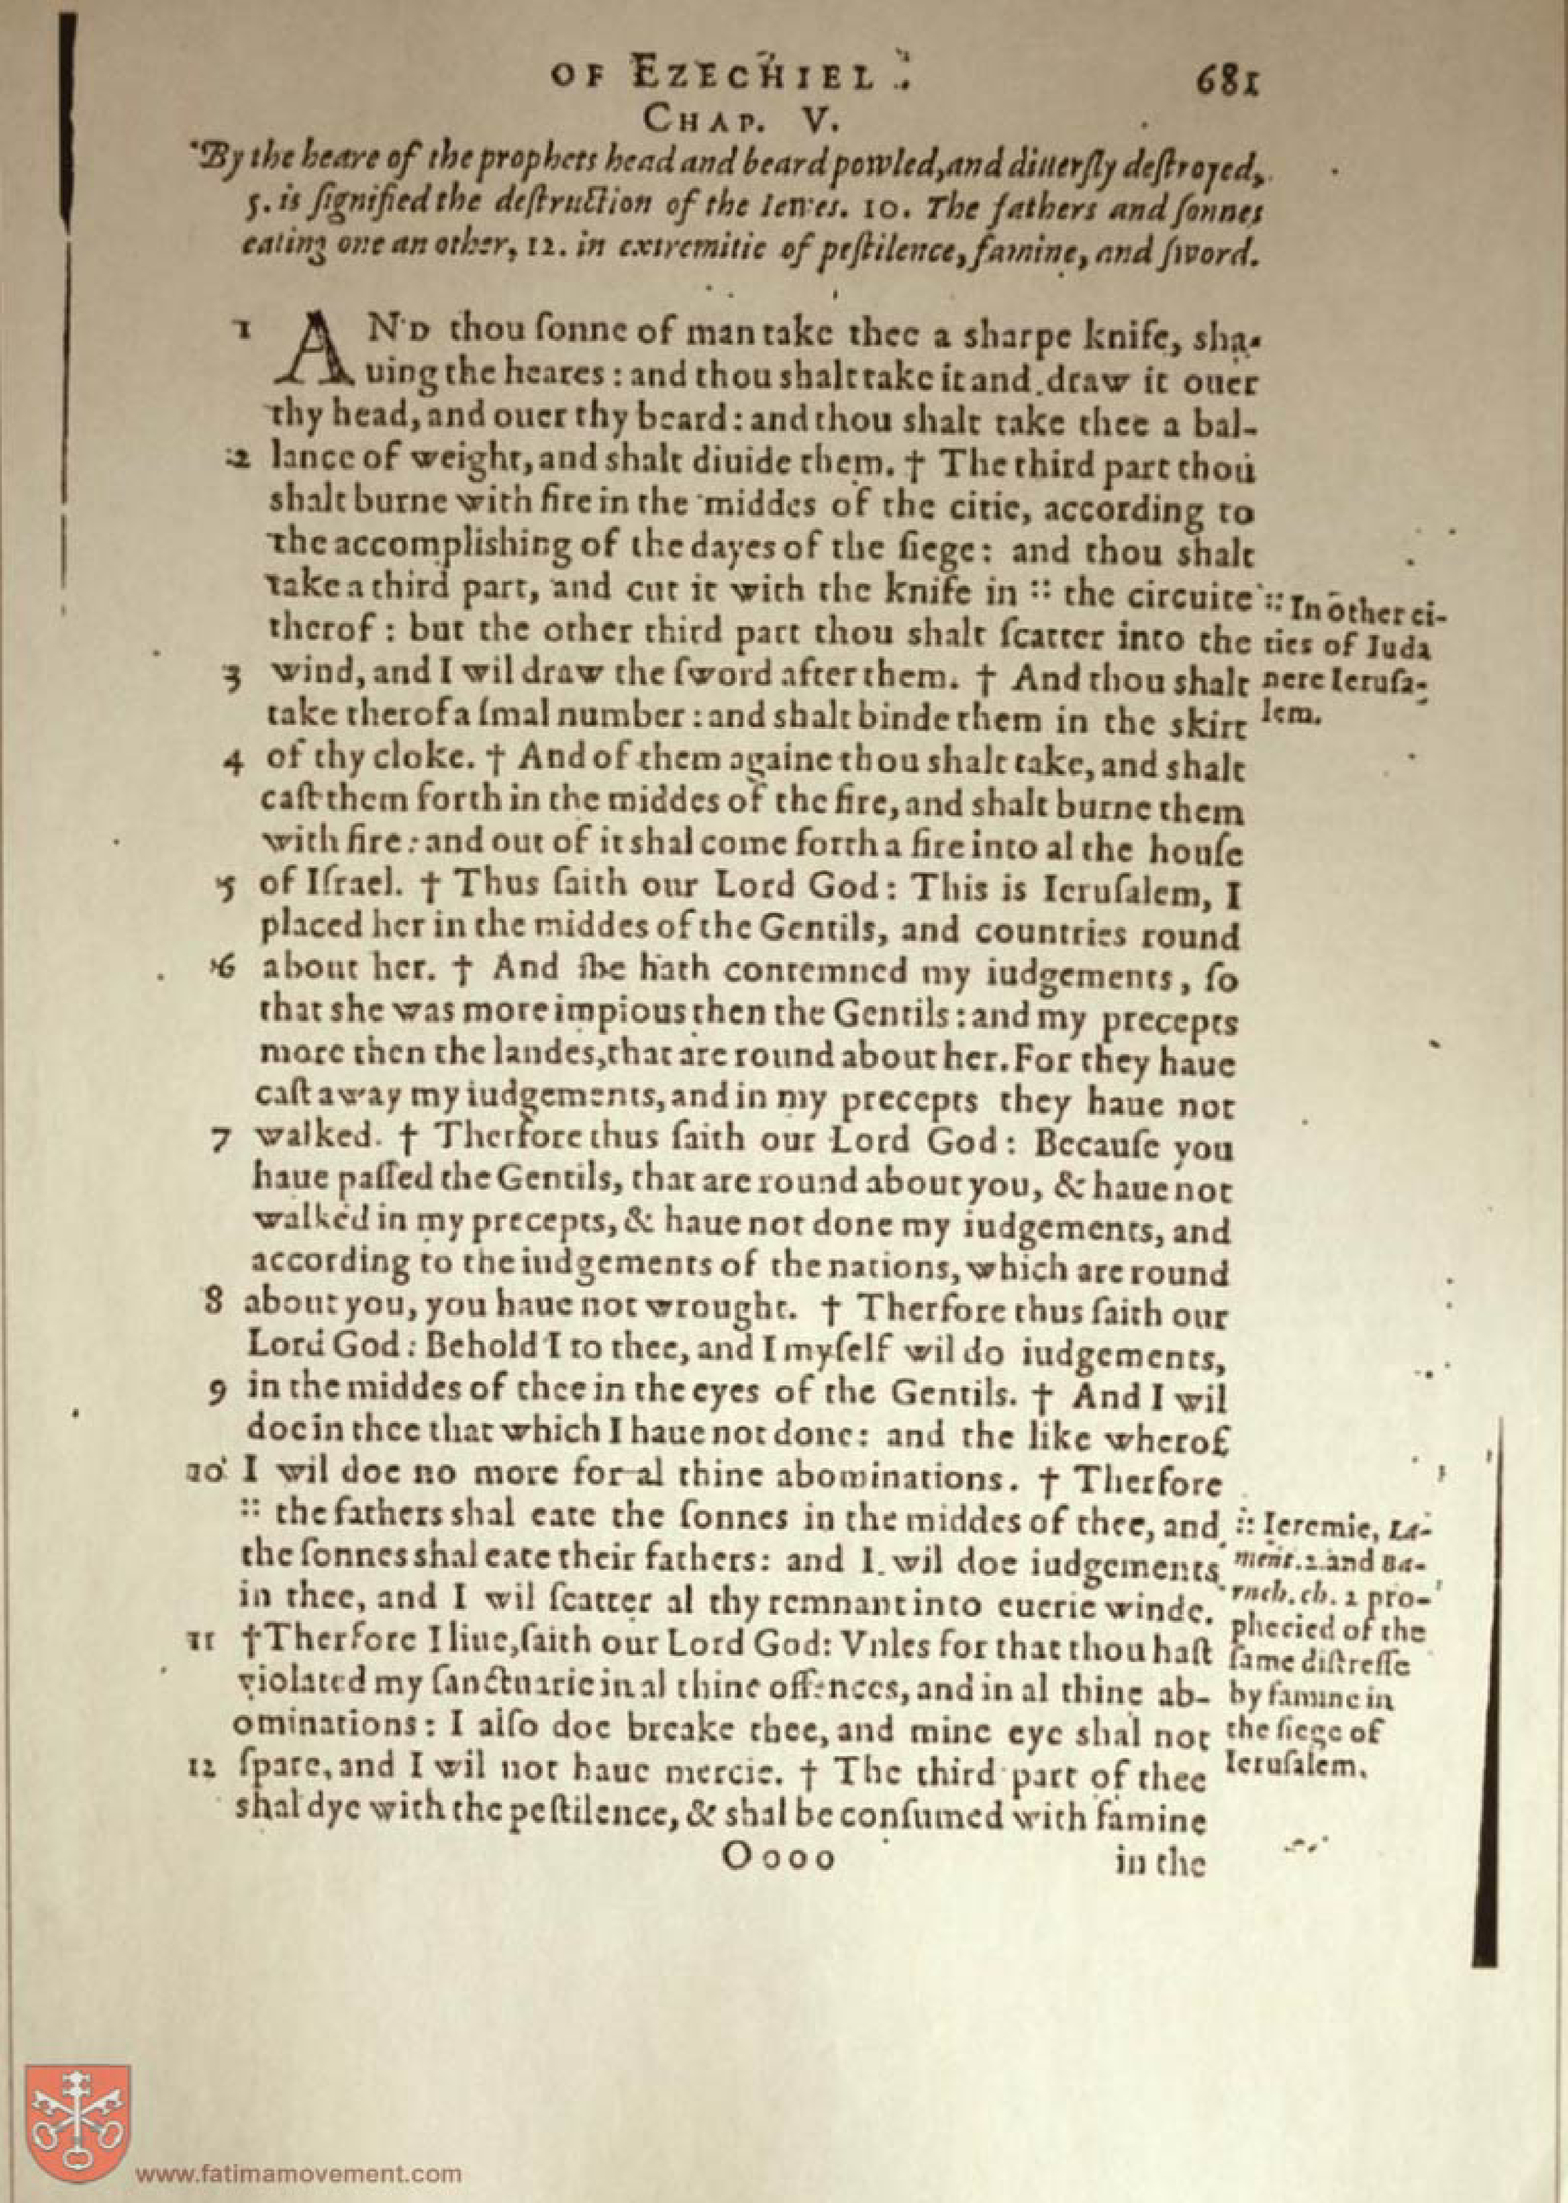 OF EZECHIEL.
681
CHAP. V.
By the heare of the prophets head and beard powled, and diuersly destroyed,
5. is ſignified the deſtruction of the Iewes. 10. The fathers and ſonnes
eating one an other, 12. in extremitie of peſtilence, famine, and ſword.
1 AND thou ſonne of man take thee a sharpe knife, sha-
uing the heares : and thou shalt take it and draw it ouer
thy head, and ouer thy beard : and thou shalt take thee a bal-
2 lance of weight, and shalt diuide them. † The third part thou
shalt burne with fire in the middes of the citie, according to
the accomplishing of the dayes of the ſiege : and thou shalt
take a third part, and cut it with the knife in :: the circuite
therof : but the other third part thou shalt ſcatter into the
3 wind, and I wil draw the ſword after them. † And thou shalt
take therof a ſmal number : and shalt binde them in the skirt
4 of thy cloke. † And of them againe thou shalt take, and shalt
caſt them forth in the middes of the fire, and shalt burne them
with fire : and out of it shal come forth a fire into al the houſe
5 of Iſrael. † Thus ſaith our Lord God : This is Ieruſalem, I
placed her in the middes of the Gentils, and countries round
6 about her. † And ſhe hath contemned my iudgements, ſo
that she was more impious then the Gentils : and my precepts
more then the landes, that are round about her. For they haue
caſt away my iudgements, and in my precepts they haue not
7 walked. † Therfore thus ſaith our Lord God : Becauſe you
haue paſſed the Gentils, that are round about you, & haue not
walked in my precepts, & haue not done my iudgements, and
according to the iudgements of the nations, which are round
8 about you, you haue not wrought. † Therfore thus ſaith our
Lord God : Behold I to thee, and I myſelf wil do iudgements,
9 in the middes of thee in the eyes of the Gentils. † And I wil
doe in thee that which I haue not done : and the like wherof
10 I wil doe no more for al thine abominations. † Therfore
:: the fathers shal eate the ſonnes in the middes of thee, and
the ſonnes shal eate their fathers : and I wil doe iudgements
in thee, and I wil ſcatter al thy remnant into euerie winde.
11 † Therfore I liue, ſaith our Lord God : Vnles for that thou haſt
violated my ſanctuarie in al thine offences, and in al thine ab-
ominations : I alſo doe breake thee, and mine eye shal not
12 ſpare, and I wil not haue mercie. † The third part of thee
shal dye with the peſtilence, & shal be conſumed with famine
Oooo
in the
:: In other ci-
ties of Iuda
nere Ieruſa-
lem.
:: Ieremie, La-
ment. 2. and Ba-
ruch. ch. 2 pro-
phecied of the
ſame diſtreſſe
by famine in
the ſiege of
Ieruſalem.
www.fatimamovement.com